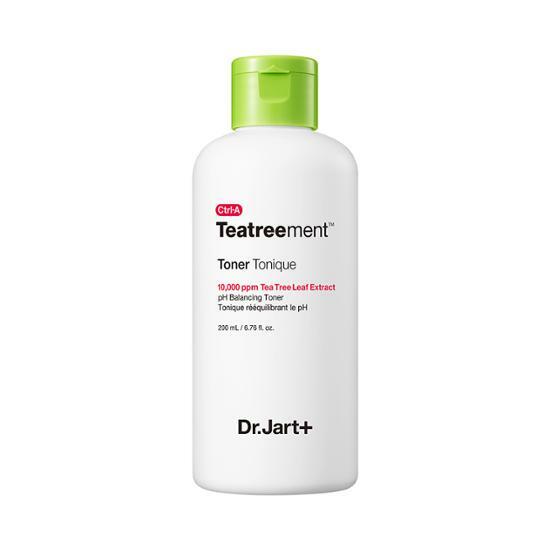 Ctrl-A
Teatreement™
Toner Tonique
10,000 ppm Tea Tree Leaf Extract
pH Balancing Toner
Tonique rééquilibrant le pH
200 mL / 6.76 fl. oz.
Dr.Jart+